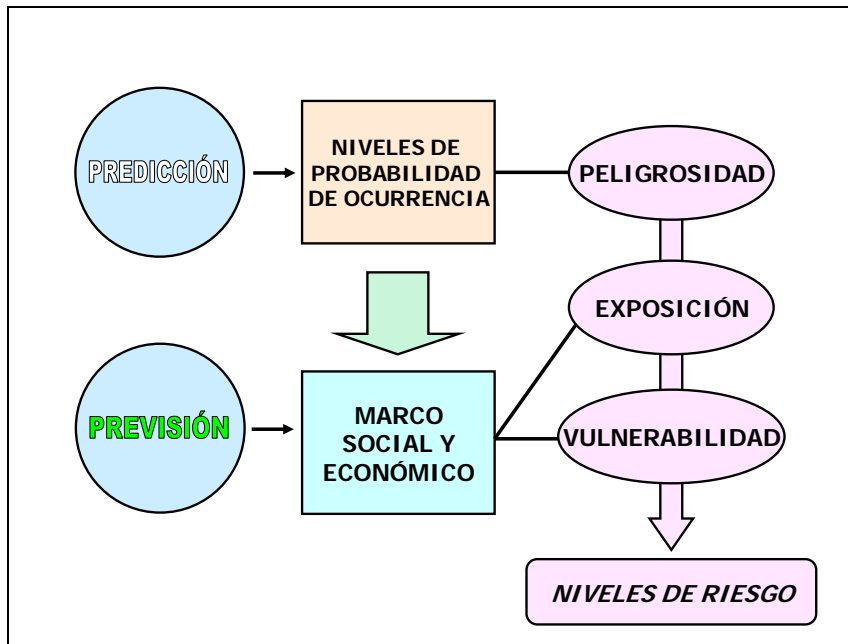 PREDICCIÓN
NIVELES DE
PROBABILIDAD
DE OCURRENCIA
PELIGROSIDAD
EXPOSICIÓN
PREVISIÓN
MARCO
SOCIAL Y
ECONÓMICO
VULNERABILIDAD
NIVELES DE RIESGO